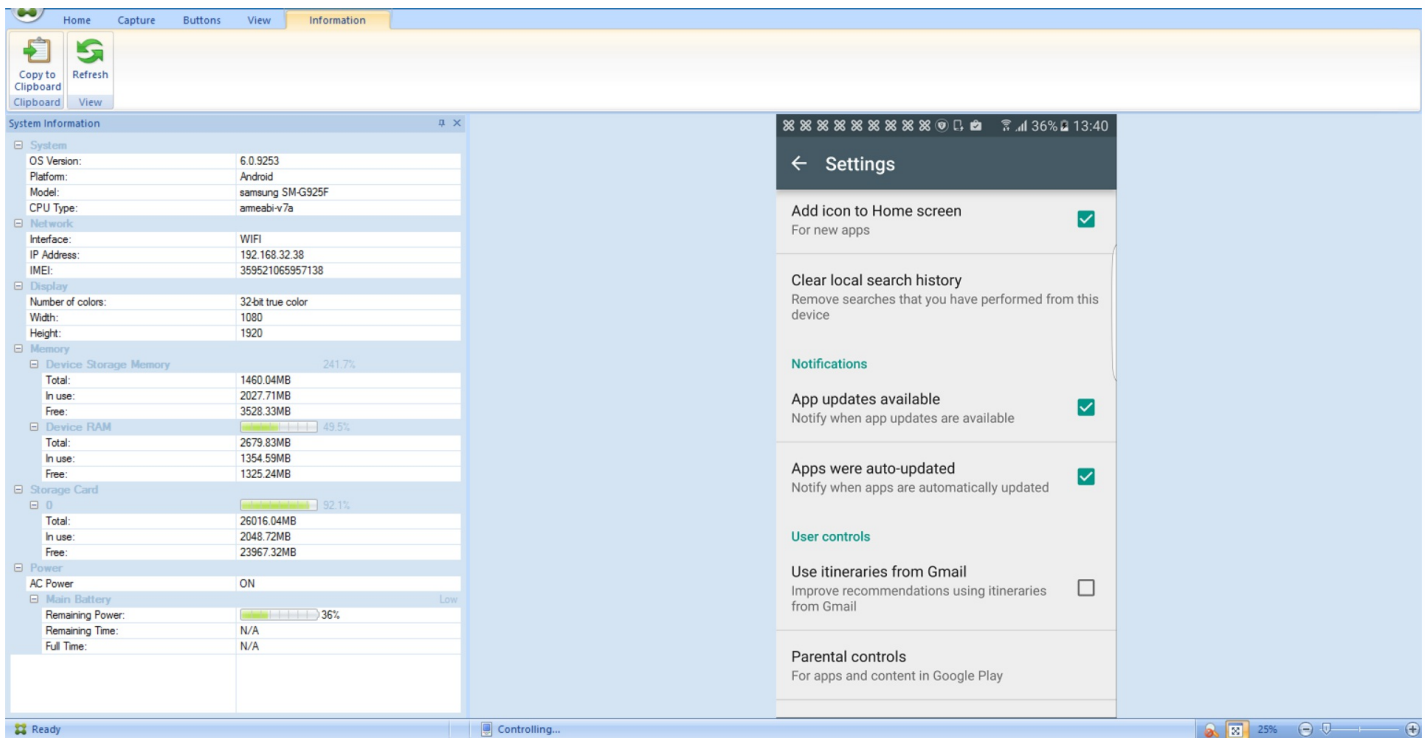 Home Capture Buttons View Information
Copy to Clipboard
Refresh
Clipboard View
System Information
System
OS Version: 6.0.9253
Platform: Android
Model: samsung SM-G925F
CPU Type: armeabi-v7a
Network
Interface: WIFI
IP Address: 192.168.32.38
IMEI: 359521065957138
Display
Number of colors: 32-bit true color
Width: 1080
Height: 1920
Memory
Device Storage Memory 241.7%
Total: 1460.04MB
In use: 2027.71MB
Free: 3528.33MB
Device RAM 49.5%
Total: 2679.83MB
In use: 1354.59MB
Free: 1325.24MB
Storage Card
0 92.1%
Total: 26016.04MB
In use: 2048.72MB
Free: 23967.32MB
Power
AC Power ON
Main Battery Low
Remaining Power: 36%
Remaining Time: N/A
Full Time: N/A
36% 13:40
Settings
Add icon to Home screen
For new apps
Clear local search history
Remove searches that you have performed from this
device
Notifications
App updates available
Notify when app updates are available
Apps were auto-updated
Notify when apps are automatically updated
User controls
Use itineraries from Gmail
Improve recommendations using itineraries
from Gmail
Parental controls
For apps and content in Google Play
Ready Controlling... 25%